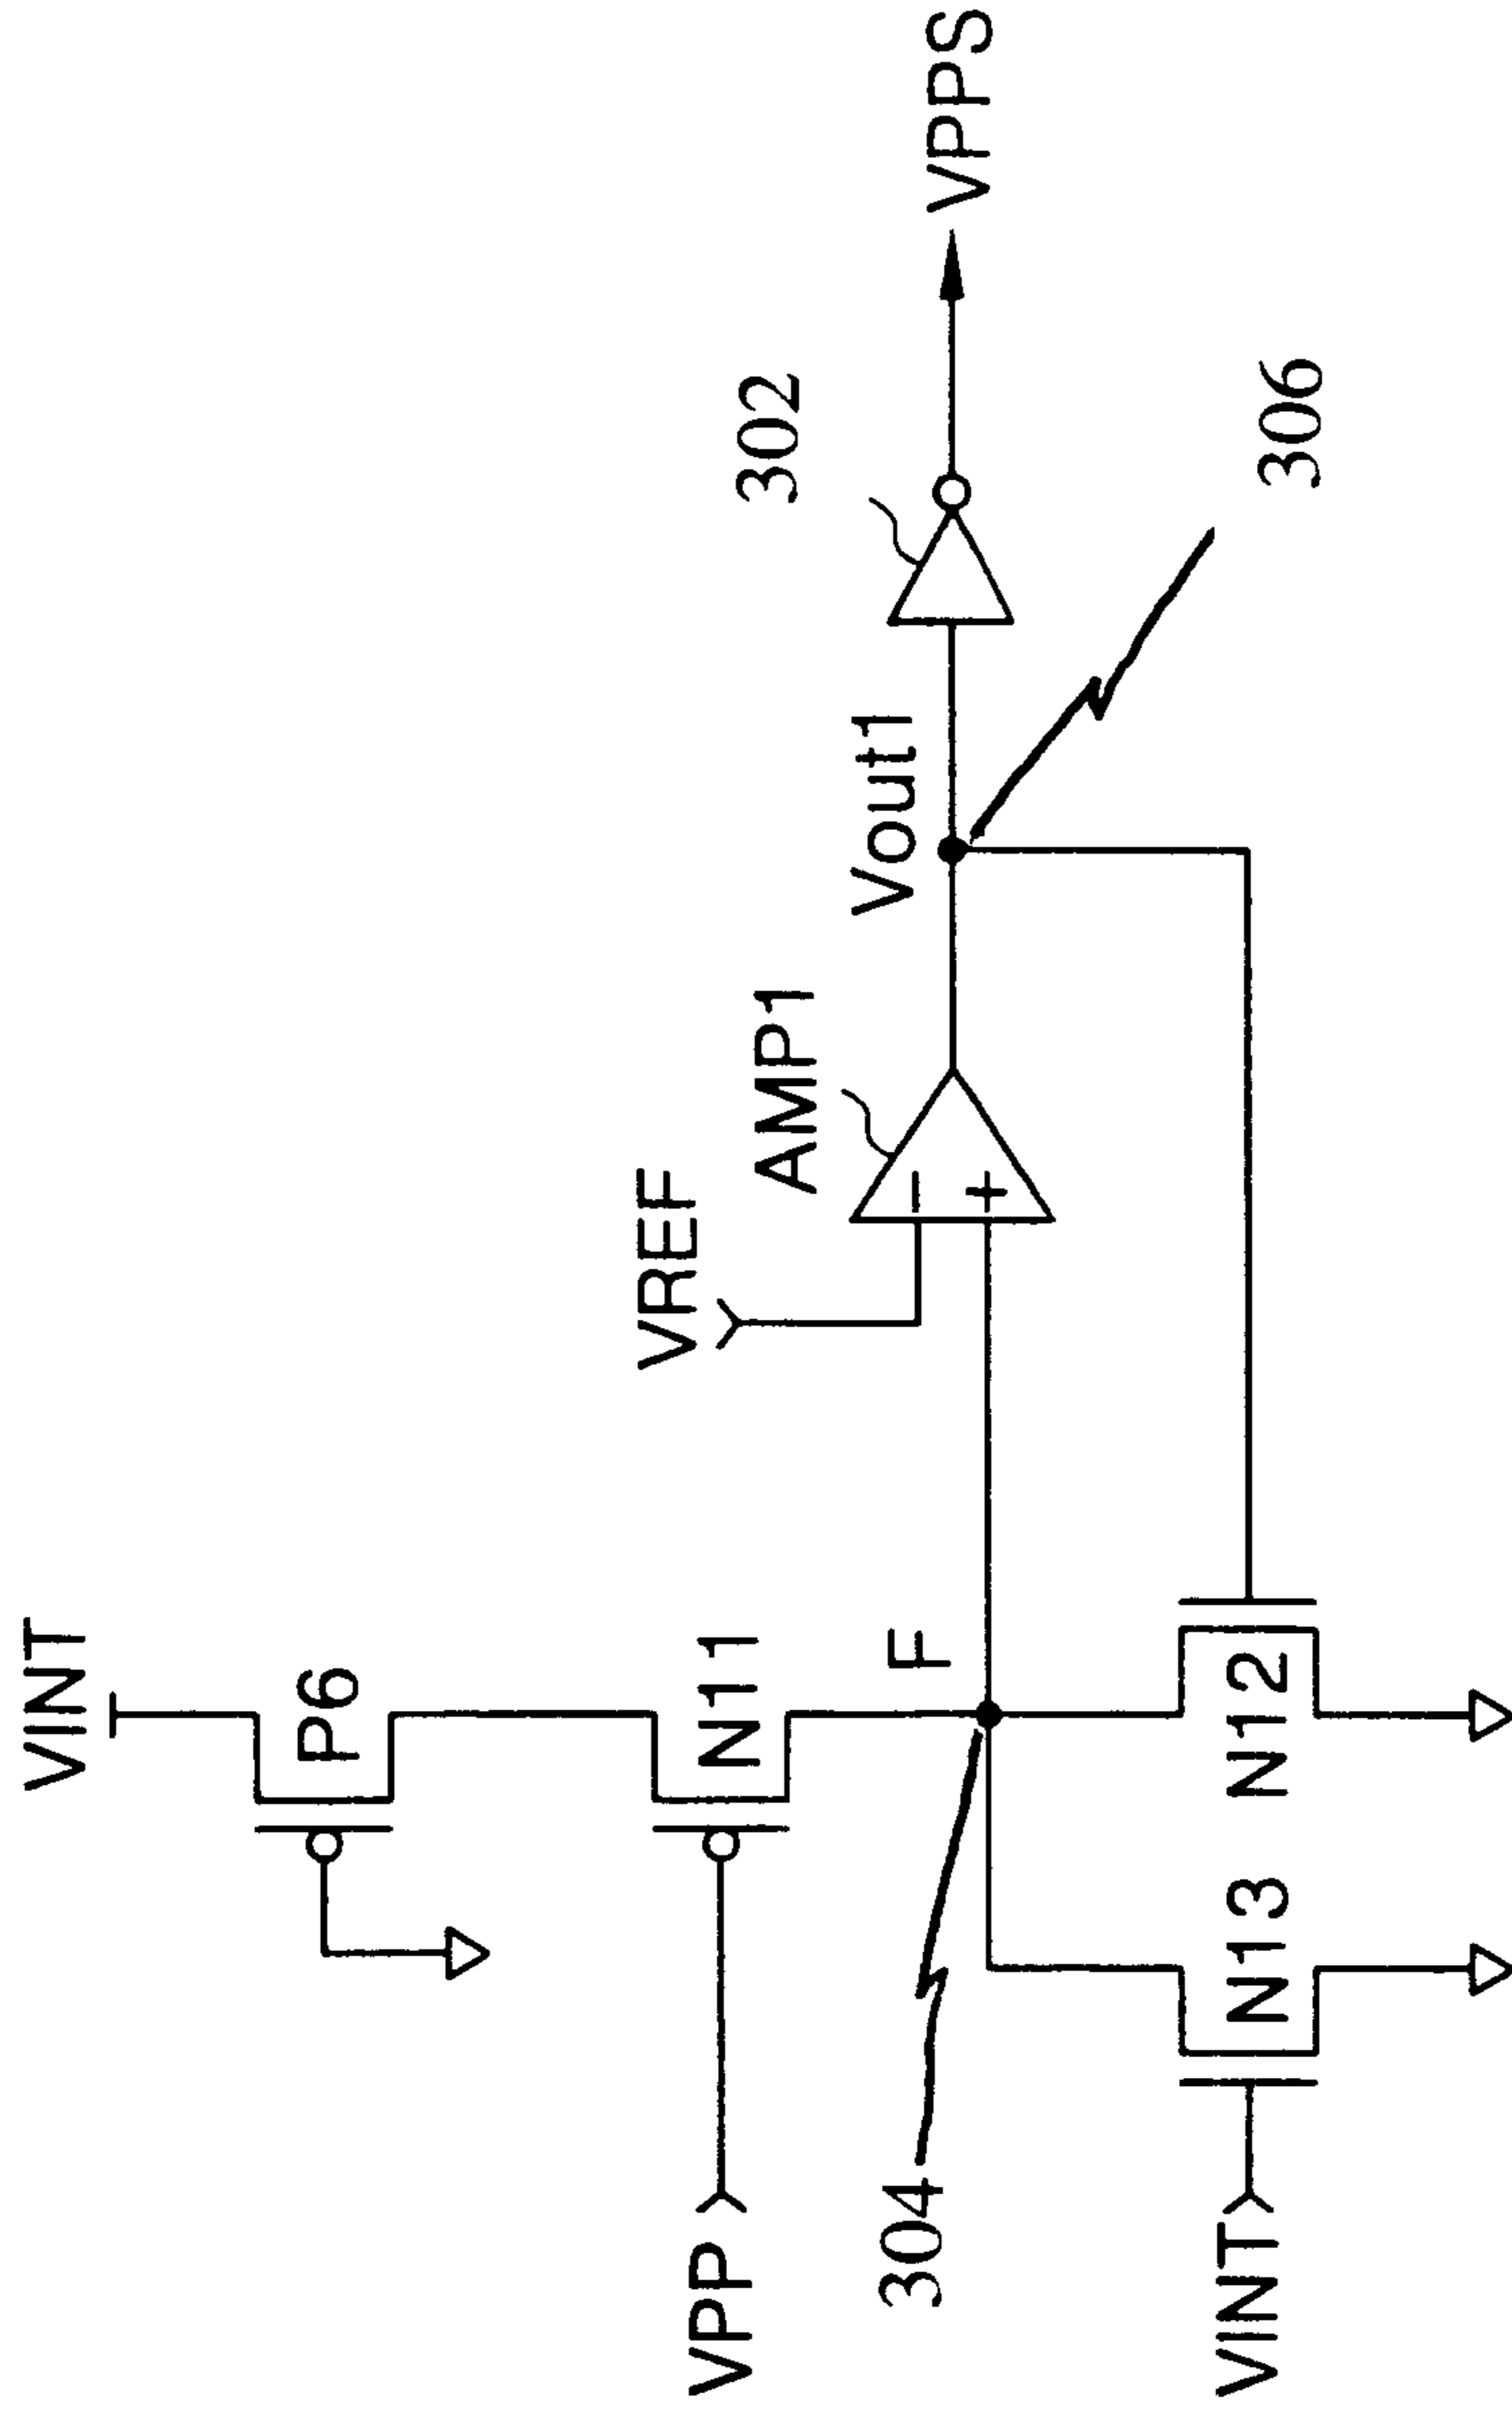 VINT
P6
VPP
N11
304
F
VREF
AMP1
−
+
Vout1
302
VPPS
306
VINT
N13
N12